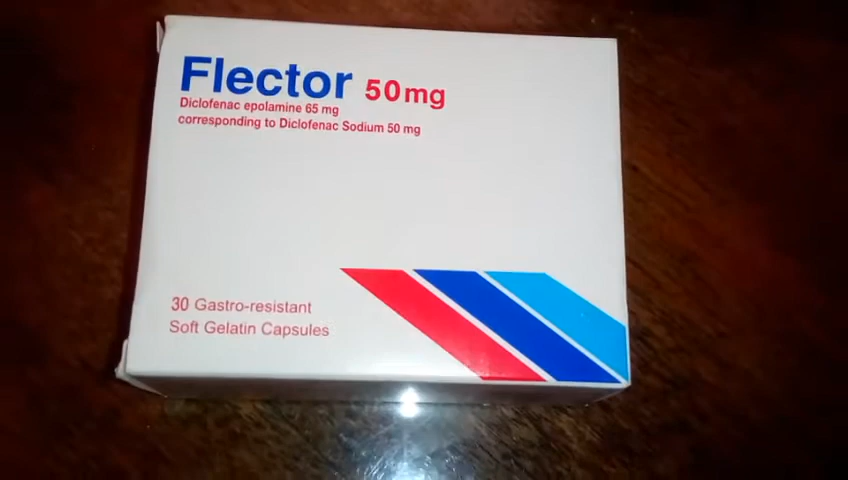 Flector 50mg
Diclofenac epolamine 65 mg
corresponding to Diclofenac Sodium 50 mg
30 Gastro-resistant
Soft Gelatin Capsules